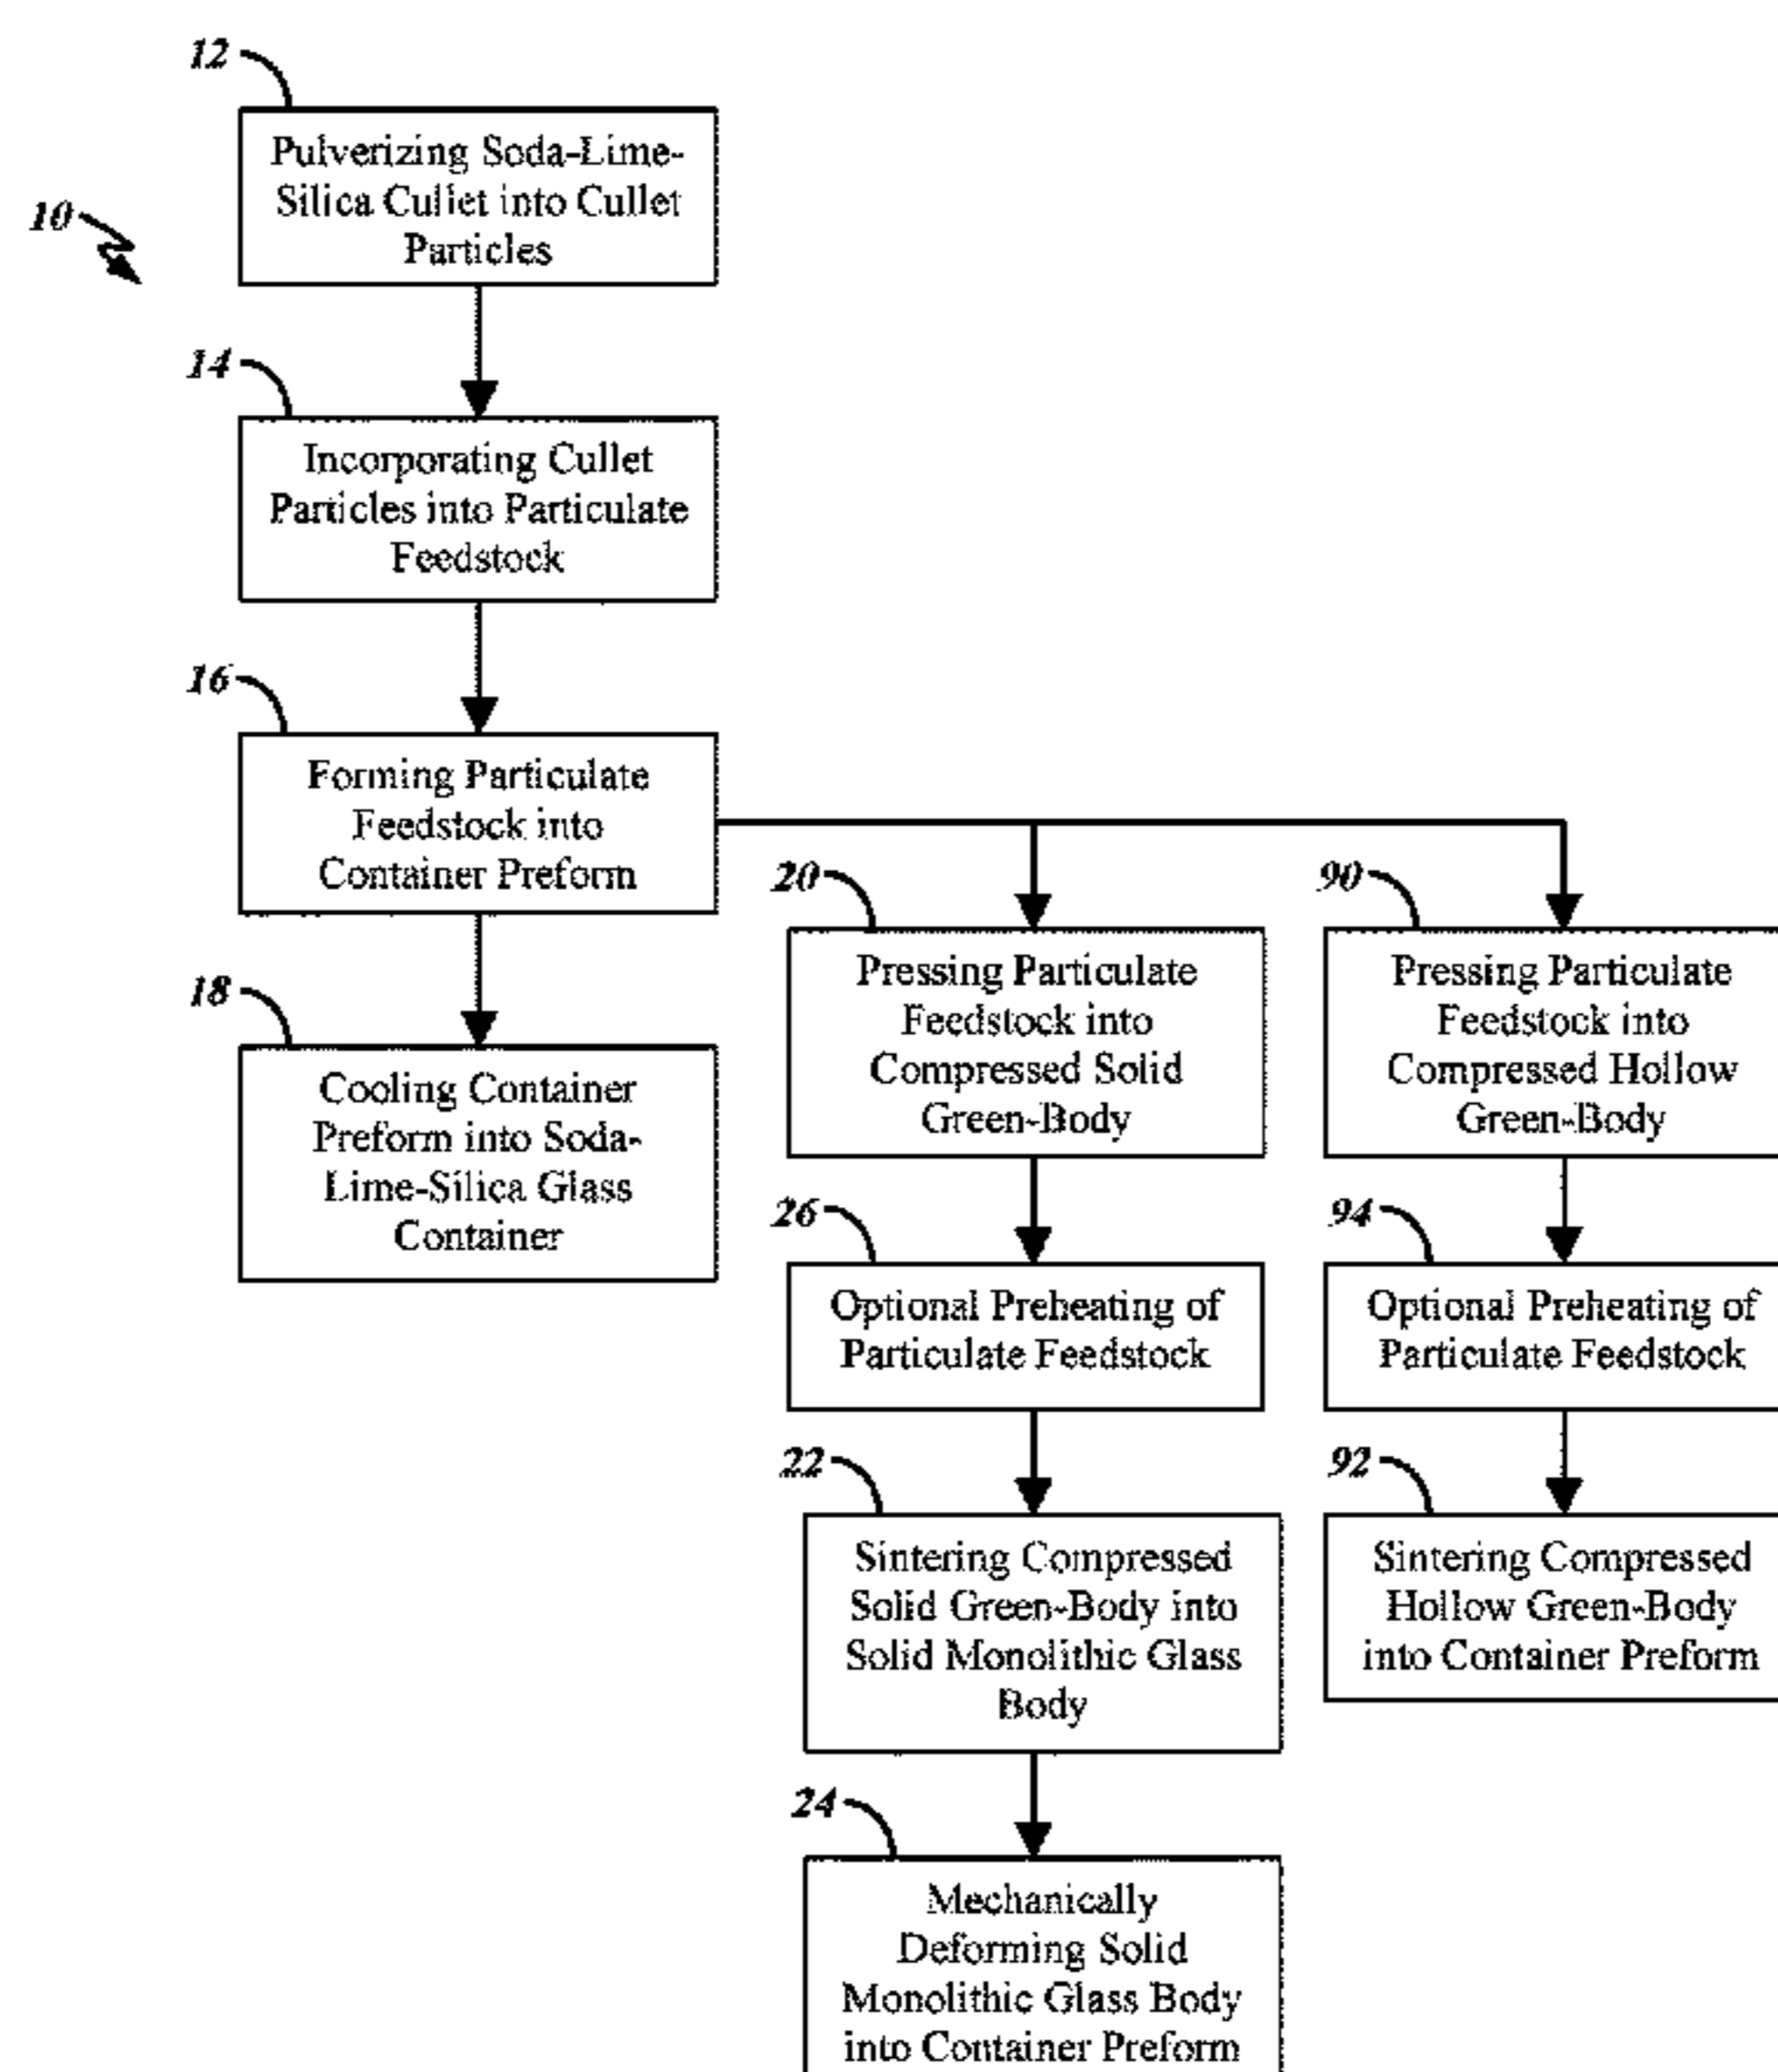 12
Pulverizing Soda-Lime-
Silica Cullet into Cullet
Particles
10
14
Incorporating Cullet
Particles into Particulate
Feedstock
16
Forming Particulate
Feedstock into
Container Preform
18
Cooling Container
Preform into Soda-
Lime-Silica Glass
Container
20
Pressing Particulate
Feedstock into
Compressed Solid
Green-Body
26
Optional Preheating of
Particulate Feedstock
22
Sintering Compressed
Solid Green-Body into
Solid Monolithic Glass
Body
24
Mechanically
Deforming Solid
Monolithic Glass Body
into Container Preform
90
Pressing Particulate
Feedstock into
Compressed Hollow
Green-Body
94
Optional Preheating of
Particulate Feedstock
92
Sintering Compressed
Hollow Green-Body
into Container Preform